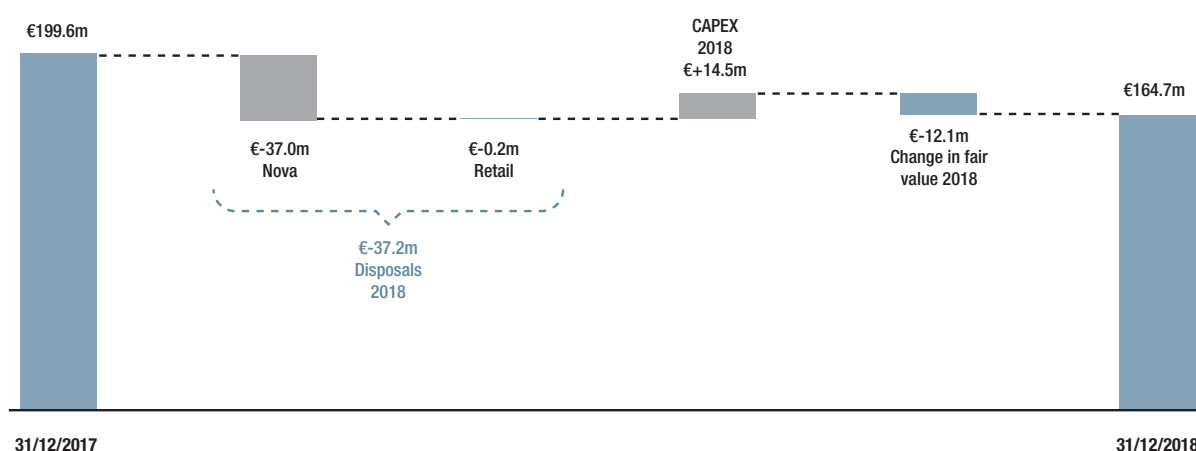 €199.6m
€-37.0m
Nova
€-0.2m
Retail
€-37.2m
Disposals
2018
CAPEX
2018
€+14.5m
€-12.1m
Change in fair
value 2018
€164.7m
31/12/2017
31/12/2018